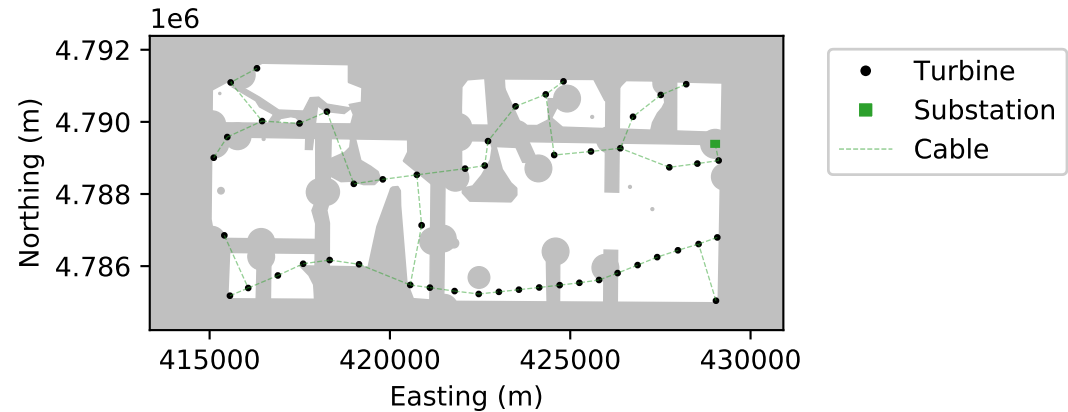 1e6
4.792
4.790
4.788
4.786
Northing (m)
415000 420000 425000 430000
Easting (m)
Turbine
Substation
Cable